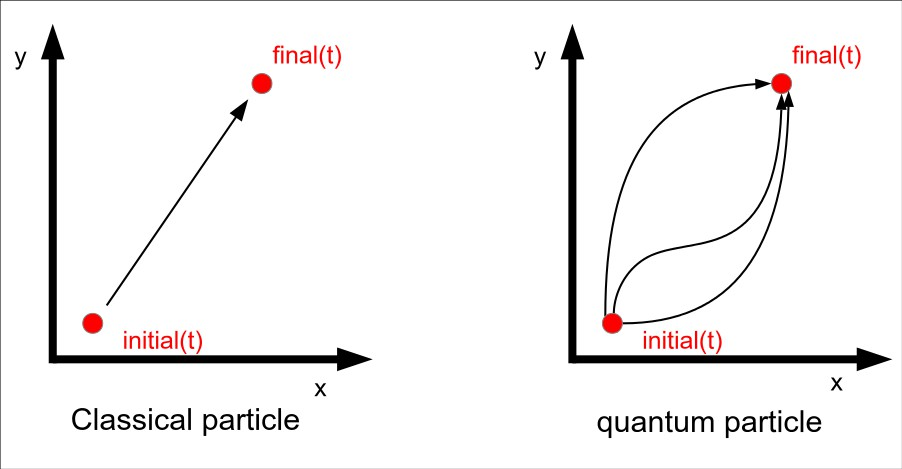 y
final(t)
initial(t)
x
Classical particle
y
final(t)
initial(t)
x
quantum particle